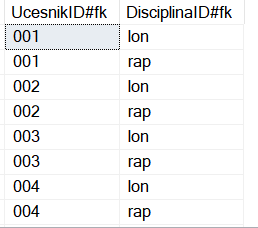 UcesnikID#fk DisciplinaID#fk
001 lon
001 rap
002 lon
002 rap
003 lon
003 rap
004 lon
004 rap